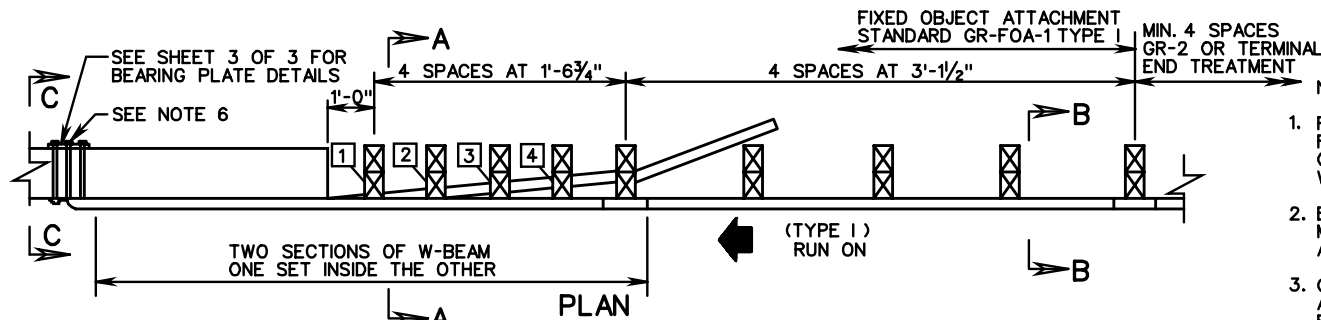 FIXED OBJECT ATTACHMENT
STANDARD GR-FOA-1 TYPE I
MIN. 4 SPACES
GR-2 OR TERMINAL
END TREATMENT
A
SEE SHEET 3 OF 3 FOR
BEARING PLATE DETAILS
4 SPACES AT 1'-6¾"
4 SPACES AT 3'-1½"
C
1'-0"
SEE NOTE 6
B
1
2
3
4
1.
2.
3.
(TYPE I)
RUN ON
C
TWO SECTIONS OF W-BEAM
ONE SET INSIDE THE OTHER
B
PLAN
A